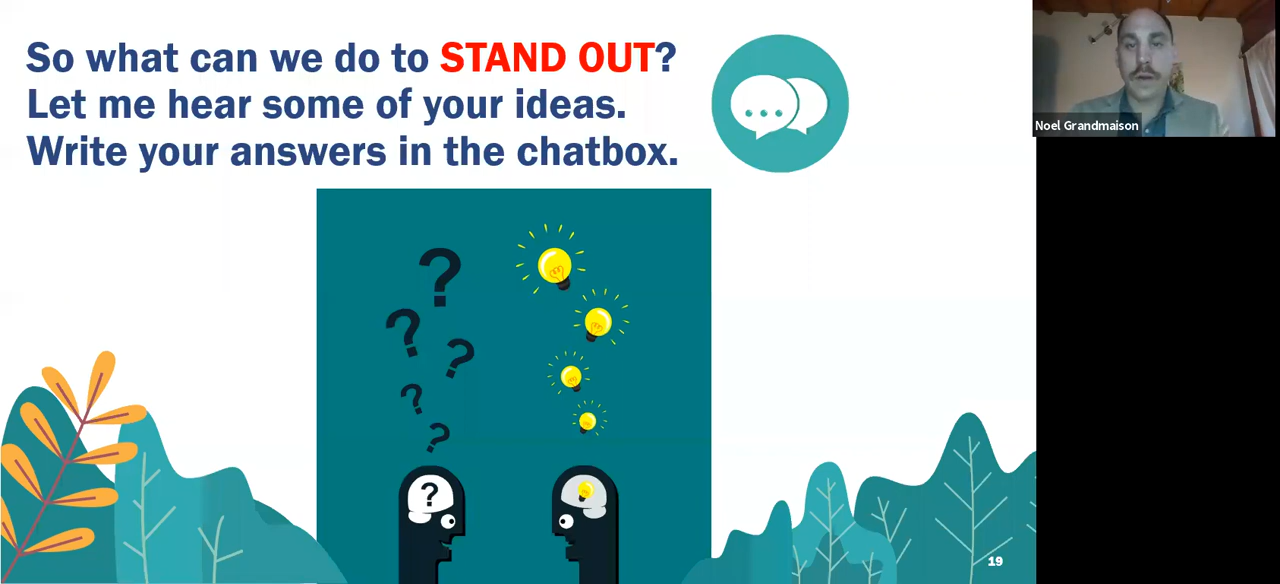 So what can we do to STAND OUT?
Let me hear some of your ideas.
Write your answers in the chatbox.
Noel Grandmaison
?
?
?
?
?
?
19